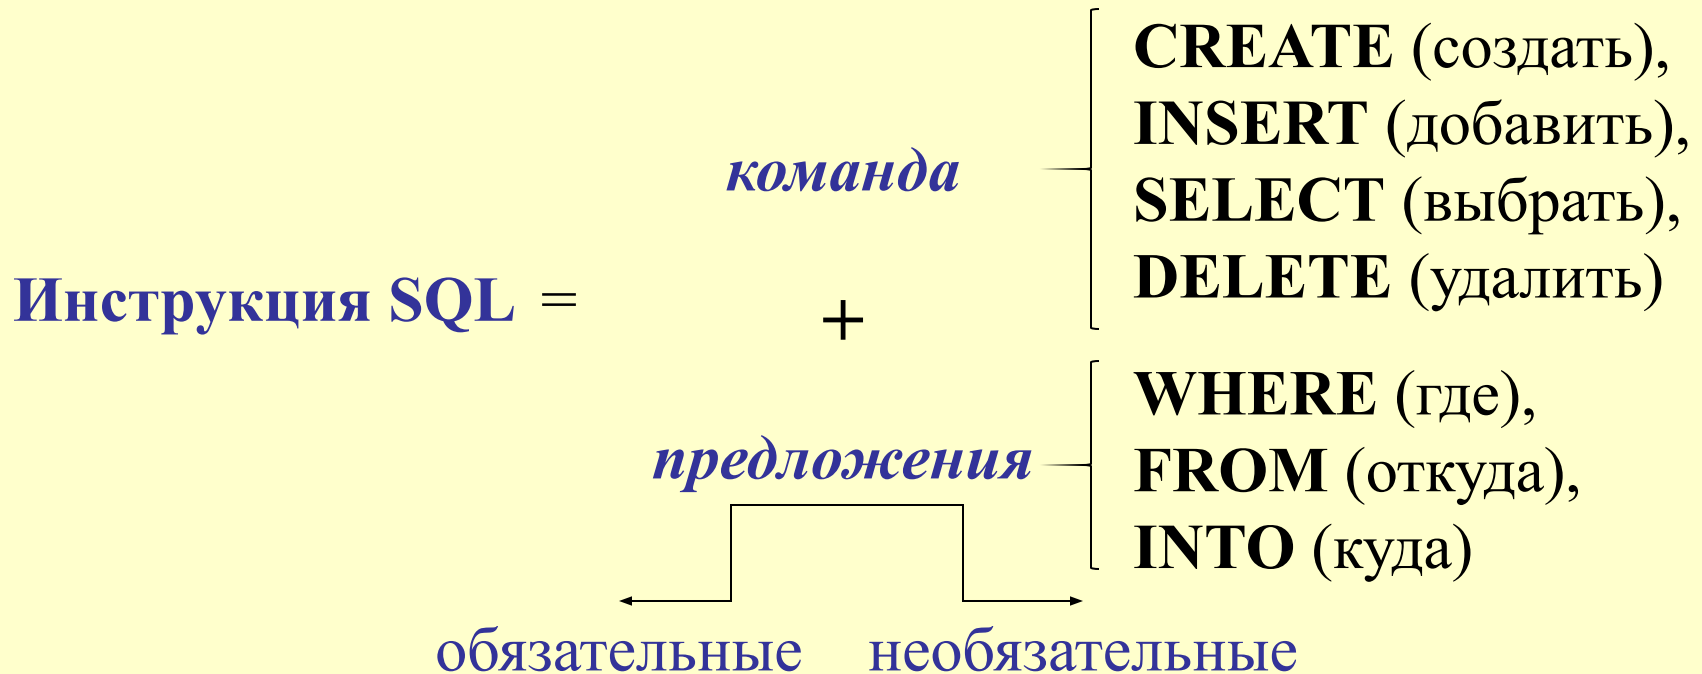 CREATE (создать),
INSERT (добавить),
команда
SELECT (выбрать),
DELETE (удалить)
Инструкция SQL =
+
WHERE (где),
предложения
FROM (откуда),
INTO (куда)
обязательные необязательные